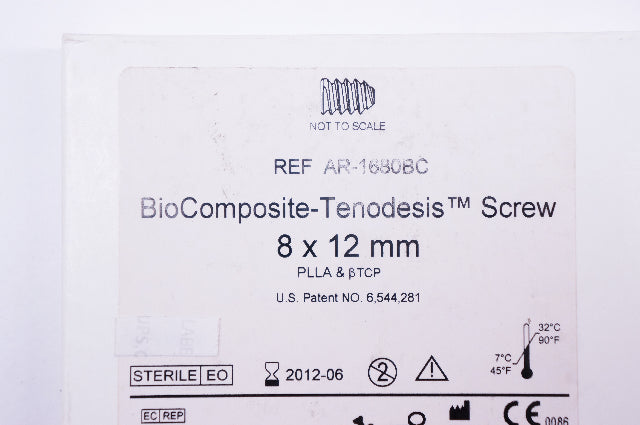 NOT TO SCALE
REF AR-1680BC
BioComposite-Tenodesis™ Screw
8 x 12 mm
PLLA & βTCP
U.S. Patent NO. 6,544,281
32°C
90°F
7°C
45°F
STERILE EO 2012-06 2
EC REP
CE 0086